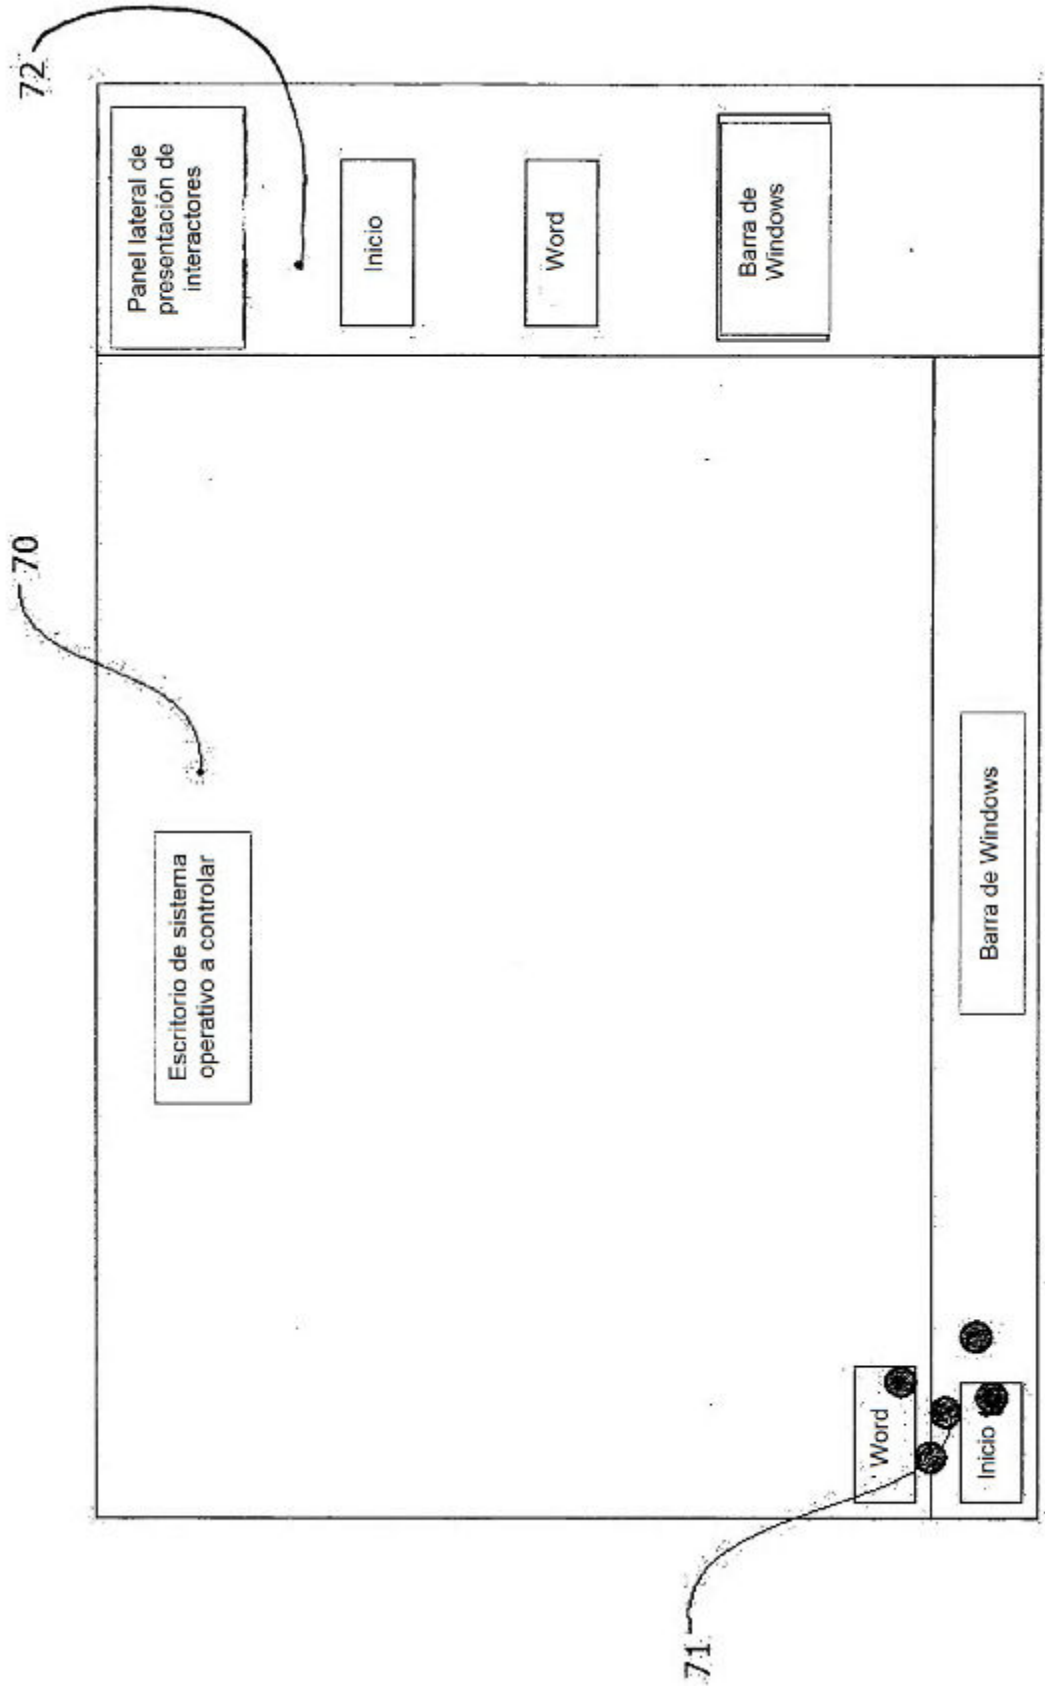 70
72
Escritorio de sistema
operativo a controlar
Panel lateral de
presentación de
interactores
Inicio
Word
Barra de
Windows
Word
Inicio
Barra de Windows
71